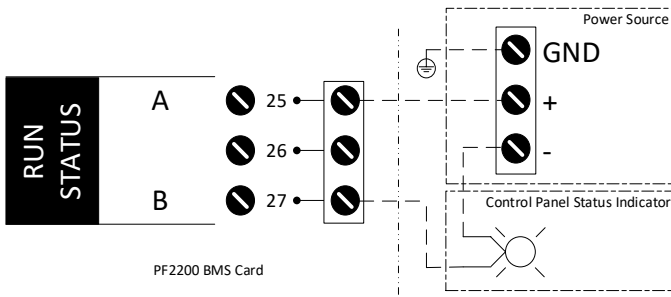 Power Source
GND
+
-
RUN
STATUS
A
B
25
26
27
Control Panel Status Indicator
PF2200 BMS Card